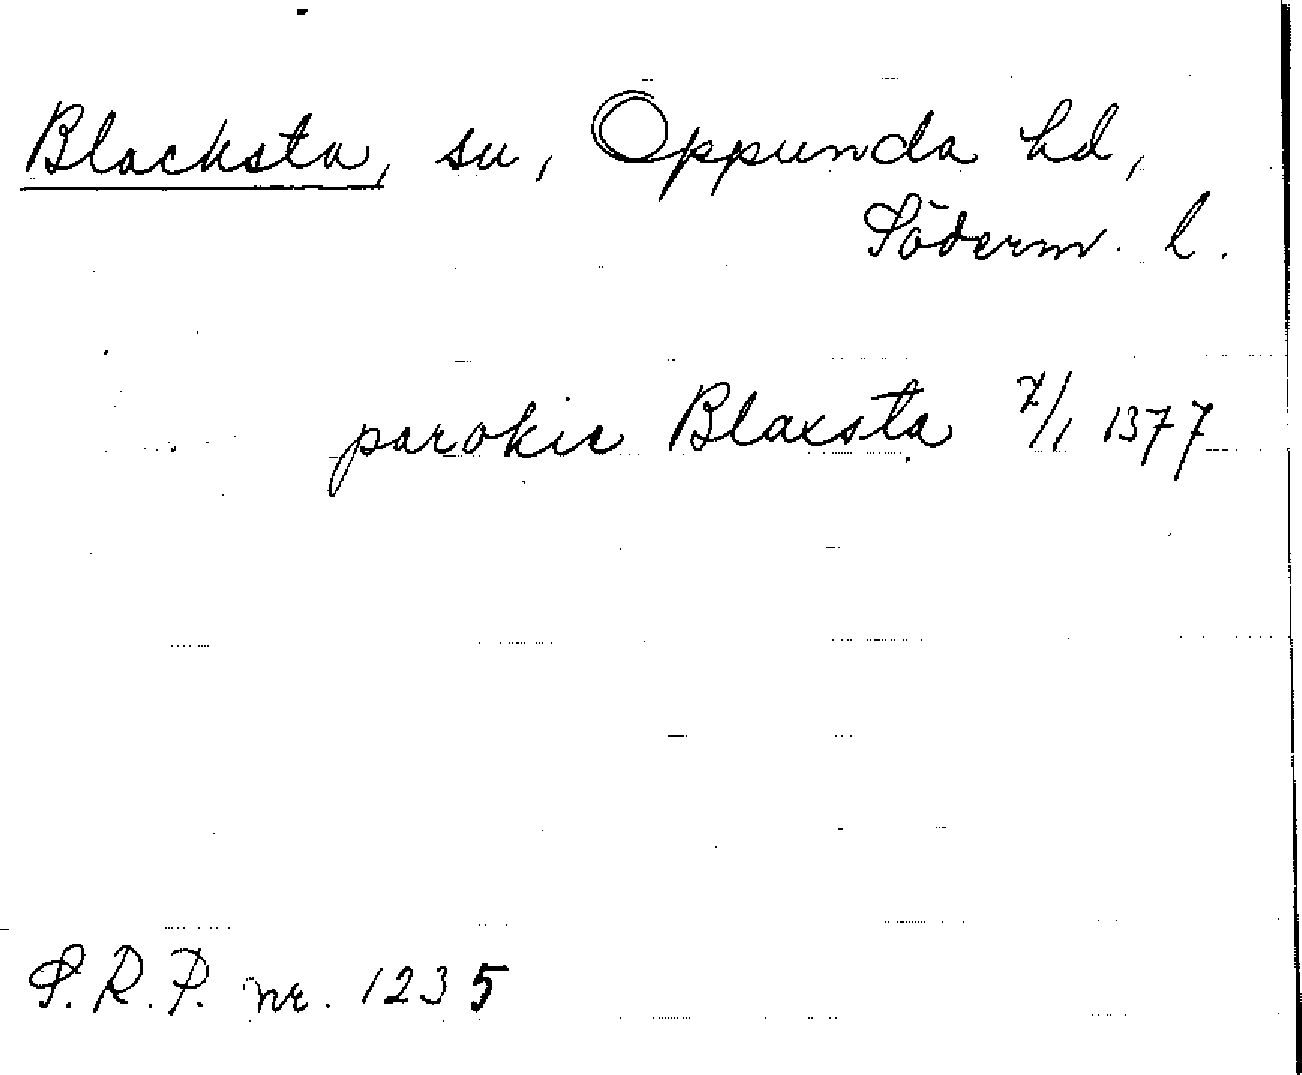 Blacksta, sn, Oppunda hd,
Söderm. l.
parokie Blaxsta 7/1 1377
S.R.P. nr. 1235